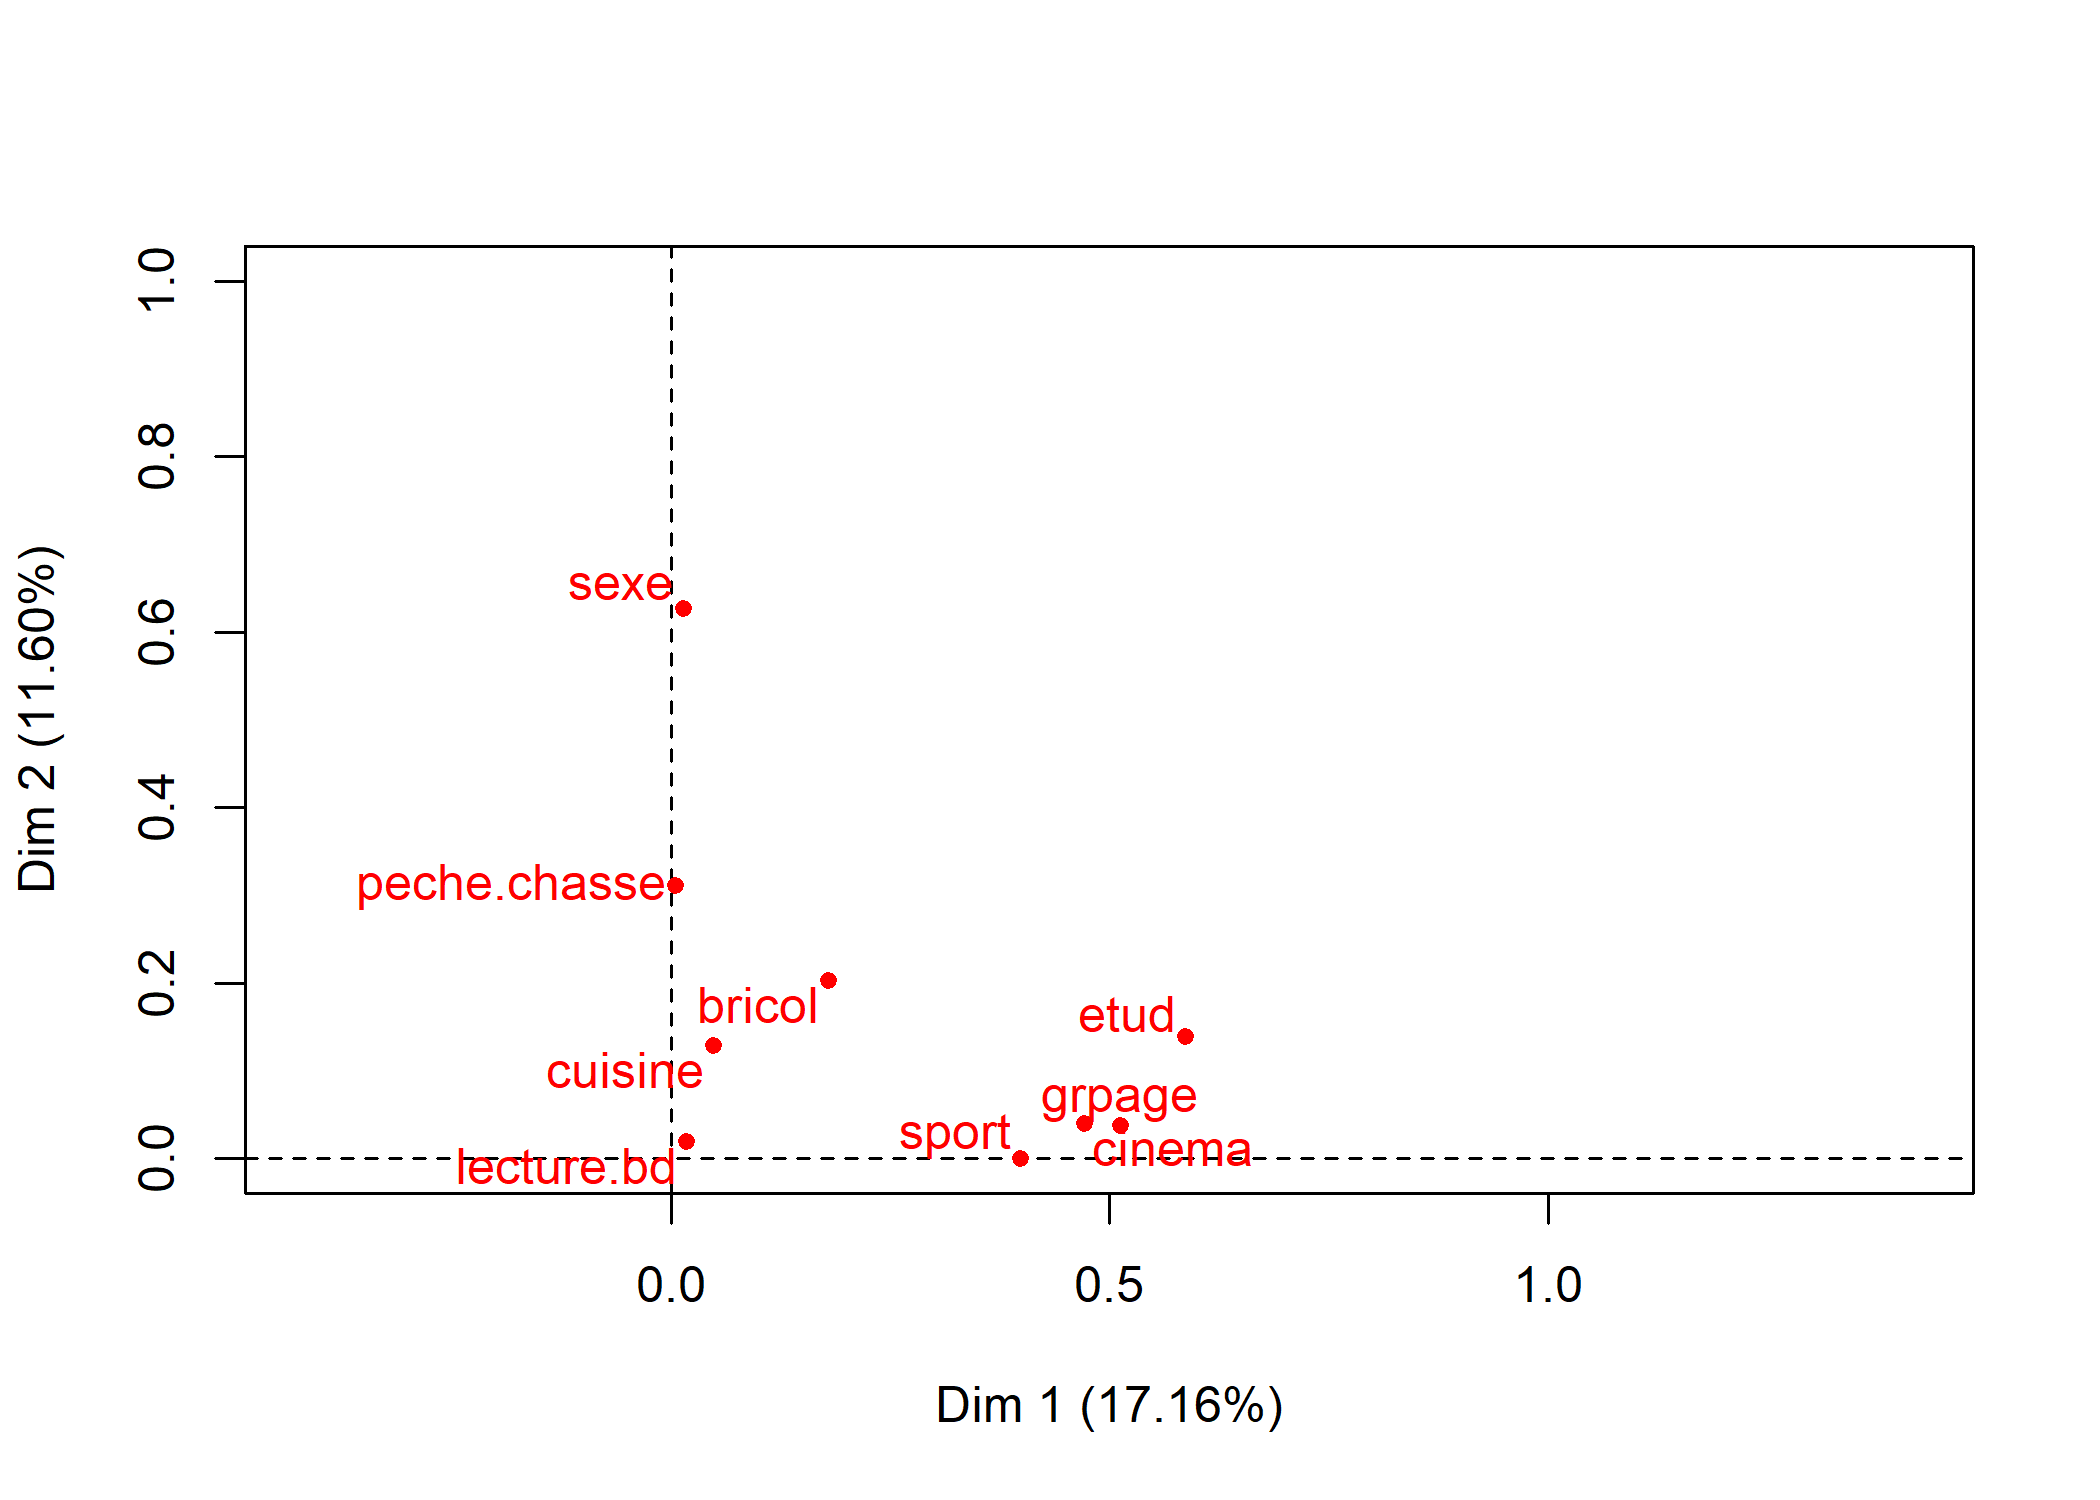 1.0
0.8
0.6
0.4
0.2
0.0
Dim 2 (11.60%)
sexe
peche.chasse
bricol
etud
cuisine
grpage
sport
cinema
lecture.bd
0.0
0.5
1.0
Dim 1 (17.16%)